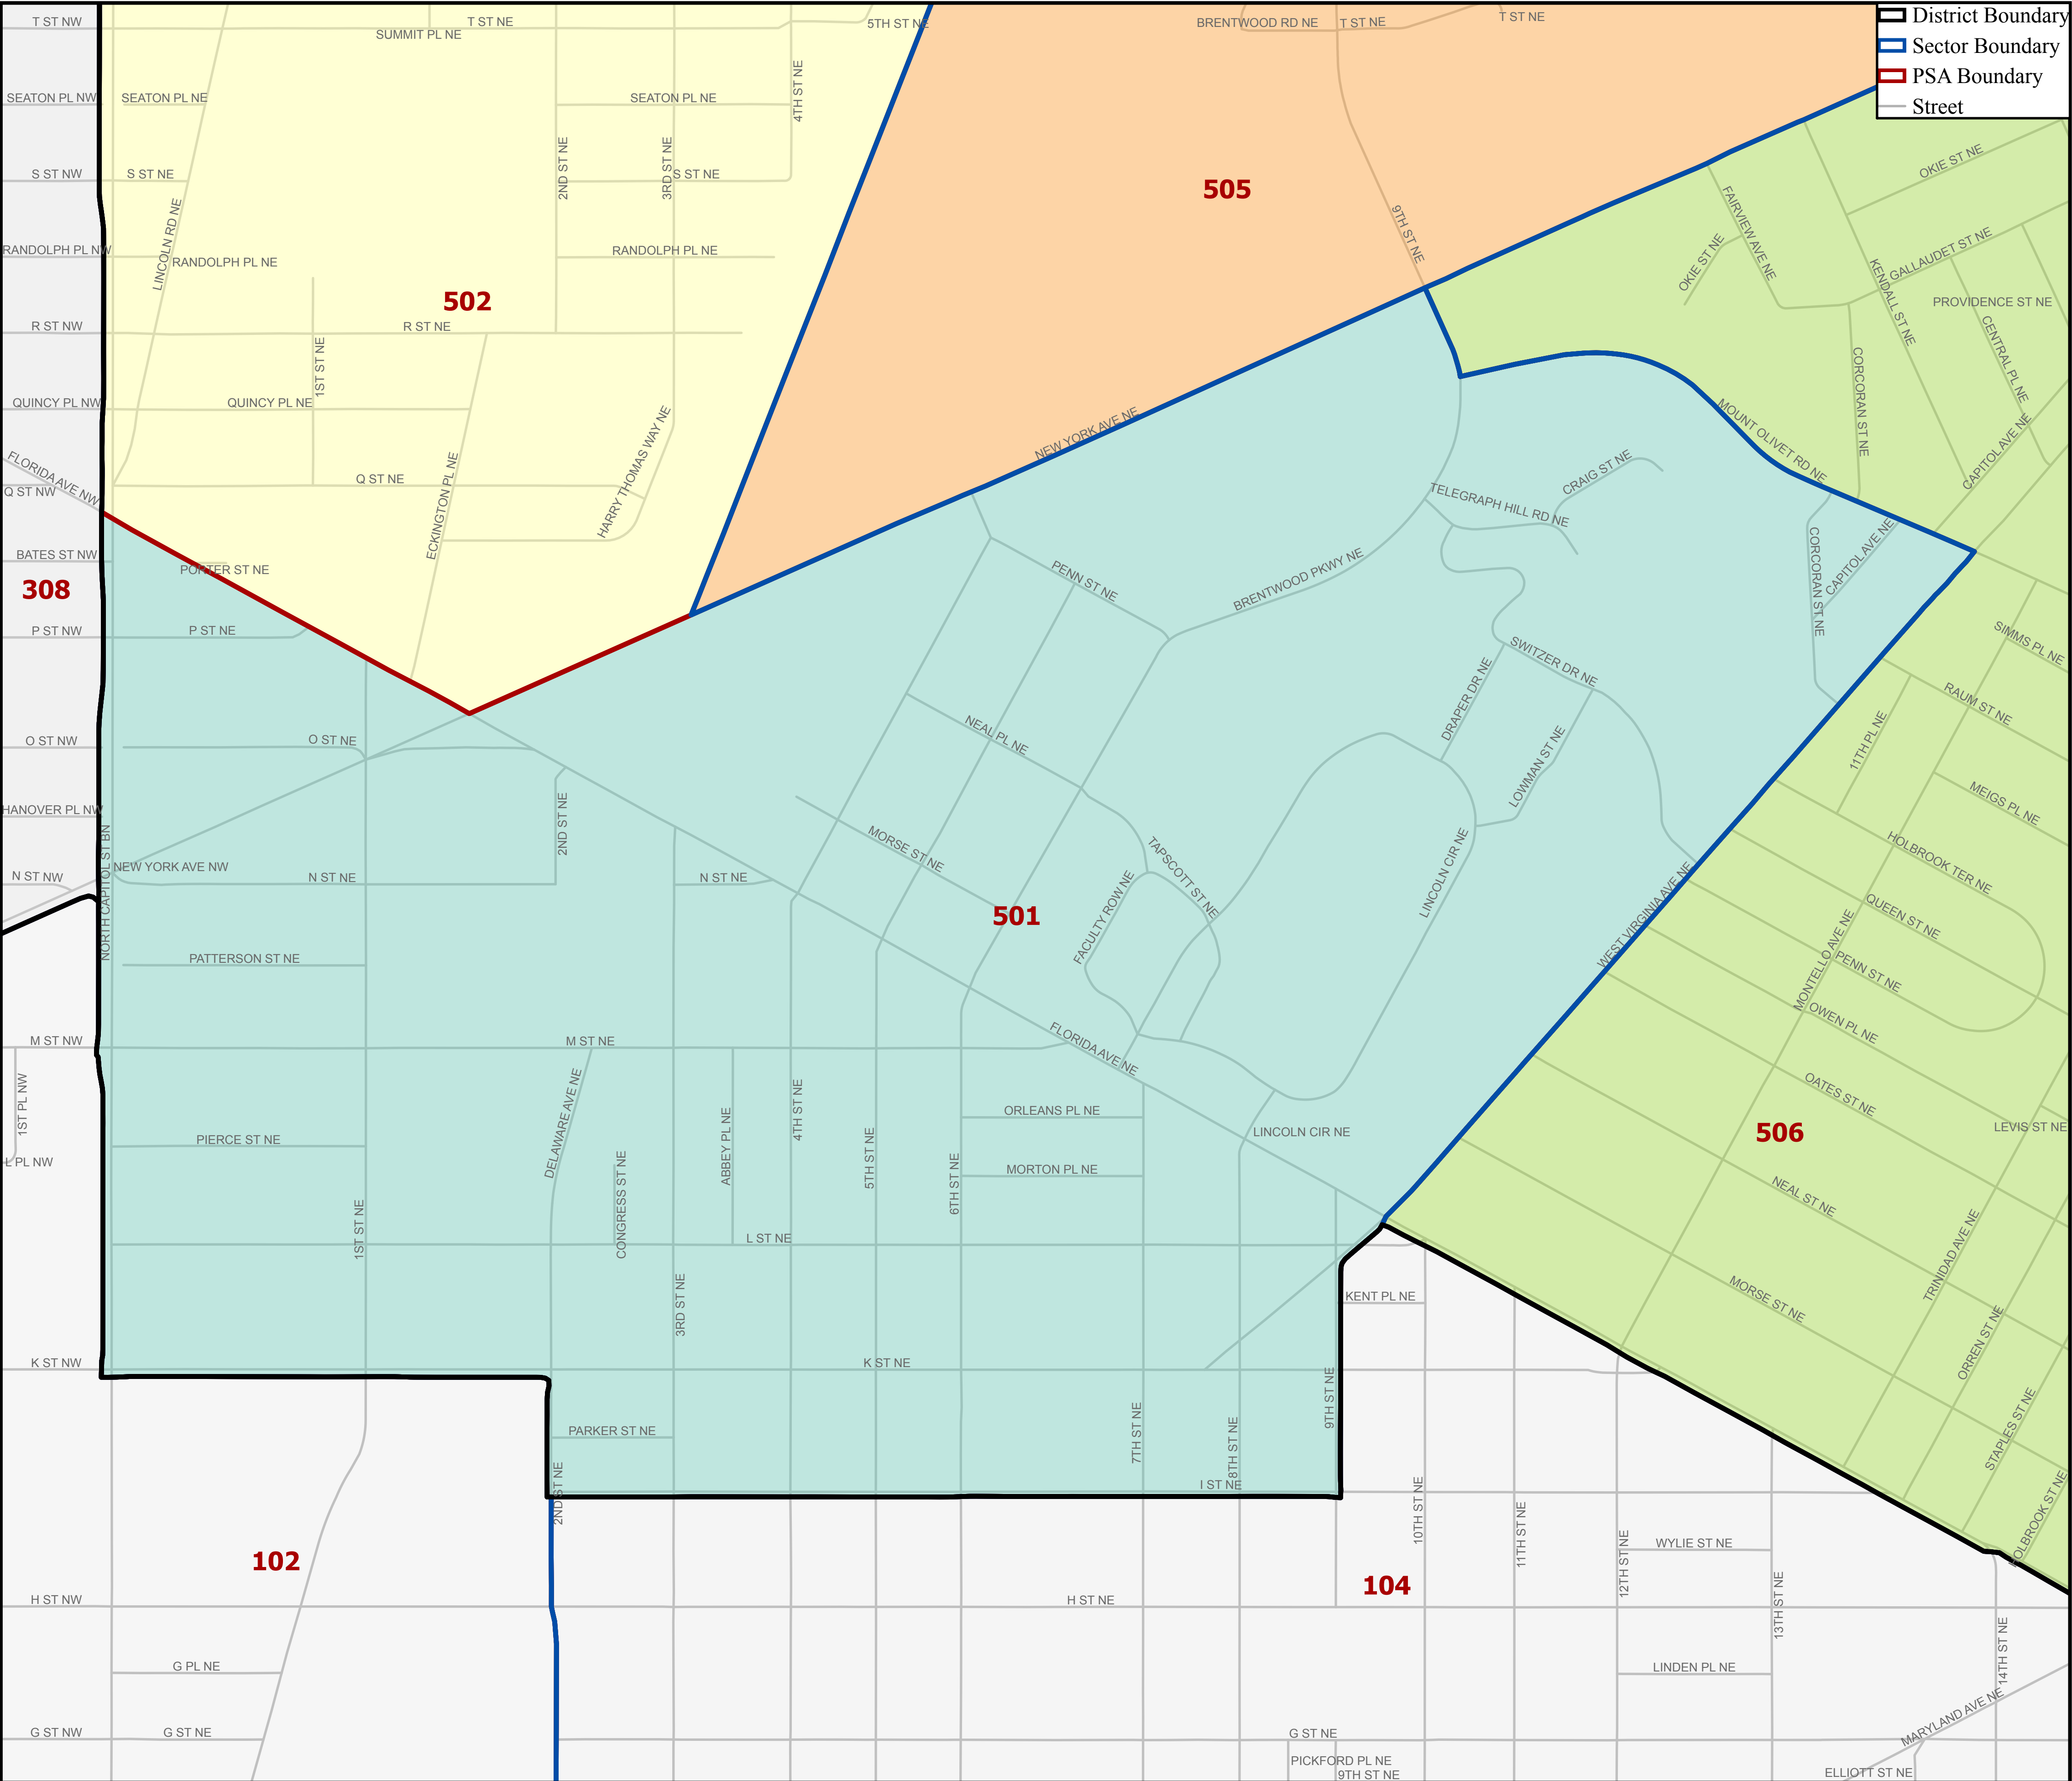 T ST NW
T ST NE
SUMMIT PL NE
5TH ST NE
BRENTWOOD RD NE
T ST NE
T ST NE
District Boundary
Sector Boundary
PSA Boundary
Street
SEATON PL NW
SEATON PL NE
SEATON PL NE
4TH ST NE
S ST NW
S ST NE
2ND ST NE
3RD ST NE
S ST NE
505
OKIE ST NE
LINCOLN RD NE
RANDOLPH PL NW
RANDOLPH PL NE
RANDOLPH PL NE
9TH ST NE
FAIRVIEW AVE NE
OKIE ST NE
GALLAUDET ST NE
KENDALL ST NE
PROVIDENCE ST NE
502
R ST NW
R ST NE
1ST ST NE
CENTRAL PL NE
CORCORAN ST NE
QUINCY PL NW
QUINCY PL NE
HARRY THOMAS WAY NE
NEW YORK AVE NE
MOUNT OLIVET RD NE
CAPITOL AVE NE
FLORIDA AVE NW
Q ST NW
Q ST NE
ECKINGTON PL NE
CRAIG ST NE
TELEGRAPH HILL RD NE
BATES ST NW
PORTER ST NE
308
PENN ST NE
BRENTWOOD PKWY NE
CORCORAN ST NE
CAPITOL AVE NE
P ST NW
P ST NE
SIMMS PL NE
SWITZER DR NE
DRAPER DR NE
RAUM ST NE
O ST NW
O ST NE
NEAL PL NE
11TH PL NE
LOWMAN ST NE
HANOVER PL NW
2ND ST NE
MEIGS PL NE
NORTH CAPITOL ST BN
NEW YORK AVE NW
N ST NW
N ST NE
N ST NE
MORSE ST NE
TAPSCOTT ST NE
FACULTY ROW NE
LINCOLN CIR NE
HOLBROOK TER NE
501
WEST VIRGINIA AVE NE
QUEEN ST NE
MONTELLO AVE NE
PATTERSON ST NE
PENN ST NE
M ST NW
M ST NE
FLORIDA AVE NE
OWEN PL NE
1ST PL NW
DELAWARE AVE NE
ABBEY PL NE
4TH ST NE
ORLEANS PL NE
OATES ST NE
PIERCE ST NE
5TH ST NE
LINCOLN CIR NE
506
LEVIS ST NE
L PL NW
CONGRESS ST NE
6TH ST NE
MORTON PL NE
NEAL ST NE
1ST ST NE
L ST NE
TRINIDAD AVE NE
3RD ST NE
KENT PL NE
MORSE ST NE
ORREN ST NE
K ST NW
K ST NE
9TH ST NE
PARKER ST NE
7TH ST NE
8TH ST NE
STAPLES ST NE
2ND ST NE
I ST NE
10TH ST NE
11TH ST NE
HOLBROOK ST NE
102
104
12TH ST NE
WYLIE ST NE
H ST NW
H ST NE
13TH ST NE
14TH ST NE
G PL NE
LINDEN PL NE
G ST NW
G ST NE
G ST NE
MARYLAND AVE NE
PICKFORD PL NE
9TH ST NE
ELLIOTT ST NE